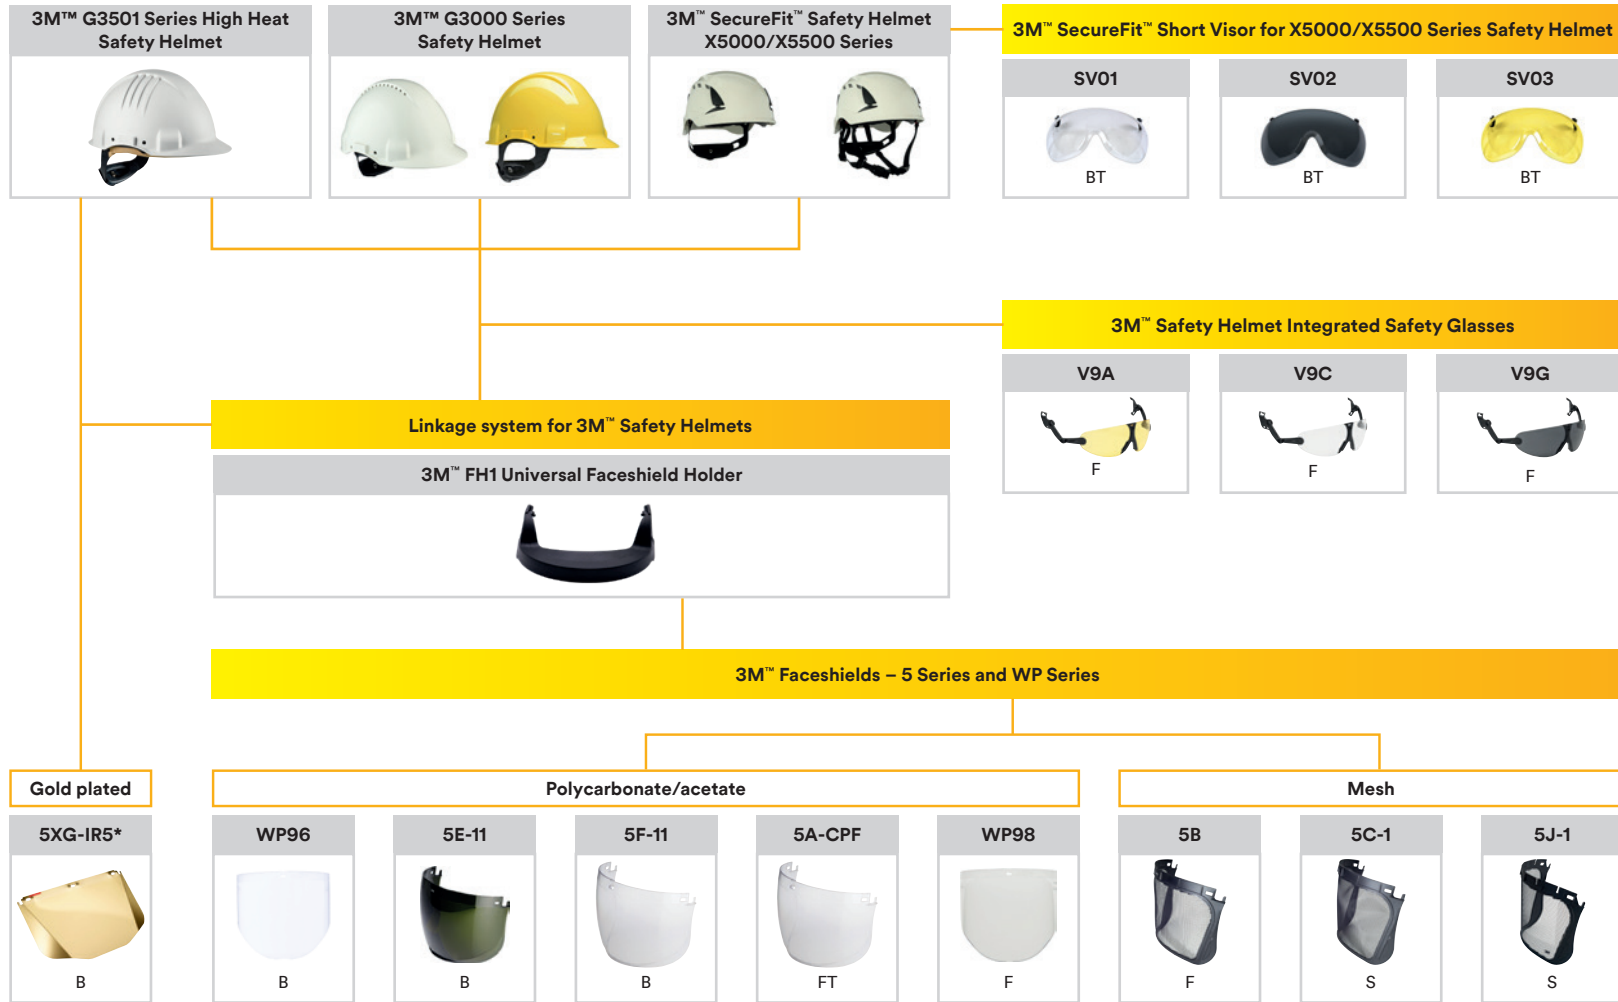 3M™ G3501 Series High Heat
Safety Helmet
3M™ G3000 Series
Safety Helmet
3M™ SecureFit™ Safety Helmet
X5000/X5500 Series
3M™ SecureFit™ Short Visor for X5000/X5500 Series Safety Helmet
SV01
SV02
SV03
BT
BT
BT
3M™ Safety Helmet Integrated Safety Glasses
V9A
V9C
V9G
F
F
F
Linkage system for 3M™ Safety Helmets
3M™ FH1 Universal Faceshield Holder
3M™ Faceshields – 5 Series and WP Series
Gold plated
Polycarbonate/acetate
Mesh
5XG-IR5*
WP96
5E-11
5F-11
5A-CPF
WP98
5B
5C-1
5J-1
B
B
B
B
FT
F
F
S
S